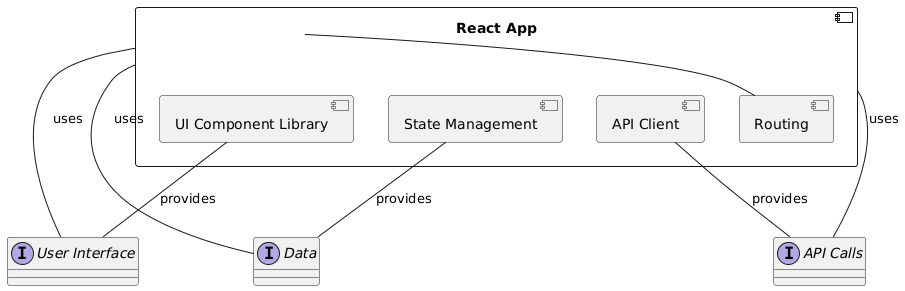 React App
UI Component Library
State Management
API Client
Routing
uses
uses
uses
provides
provides
provides
I User Interface
I Data
I API Calls